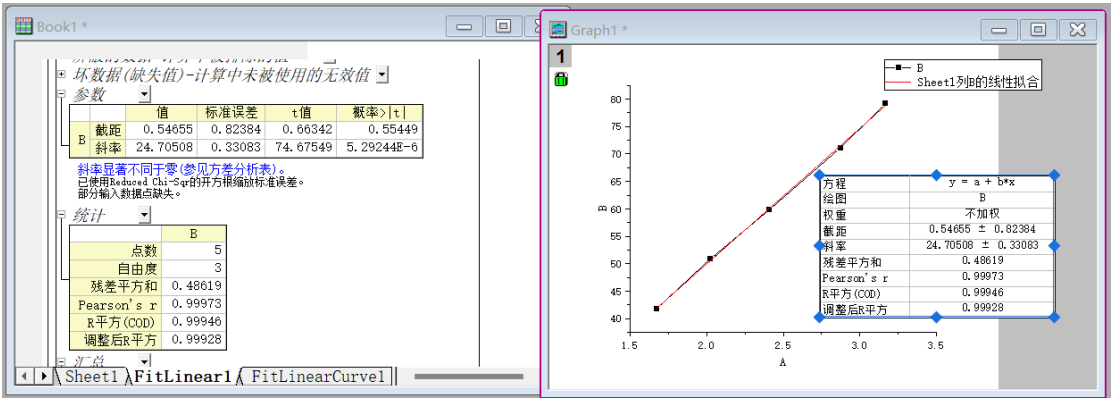 Book1 *
坏数据(缺失值)-计算中未被使用的无效值
参数
值 标准误差 t值 概率>|t|
B
截距 0.54655 0.82384 0.66342 0.55449
斜率 24.70508 0.33083 74.67549 5.29244E-6
斜率显著不同于零(参见方差分析表)。
已使用Reduced Chi-Sqr的开方根缩放标准误差。
部分输入数据点缺失。
统计
B
点数 5
自由度 3
残差平方和 0.48619
Pearson's r 0.99973
R平方(COD) 0.99946
调整后R平方 0.99928
汇总
Sheet1 FitLinear1 FitLinearCurve1
Graph1 *
1
B
Sheet1列B的线性拟合
80
75
70
65
60
55
50
45
40
B
1.5 2.0 2.5 3.0 3.5
A
方程 y = a + b*x
绘图 B
权重 不加权
截距 0.54655 ± 0.82384
斜率 24.70508 ± 0.33083
残差平方和 0.48619
Pearson's r 0.99973
R平方(COD) 0.99946
调整后R平方 0.99928